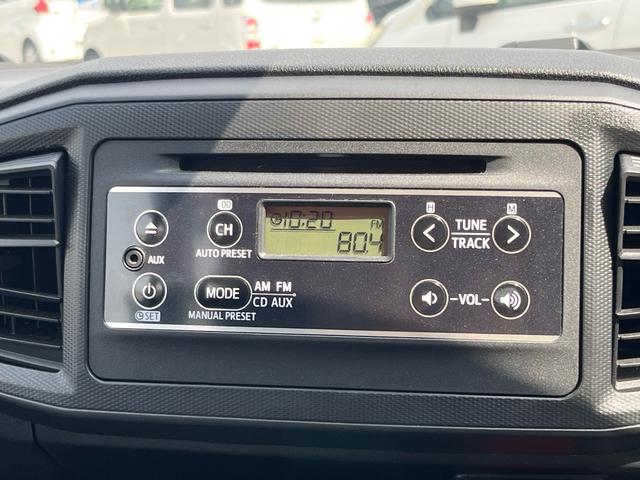 :00
H
M
10:20
FM
80.4
CH
AUTO PRESET
TUNE
TRACK
AUX
MODE
AM FM
CD AUX
MANUAL PRESET
VOL
SET